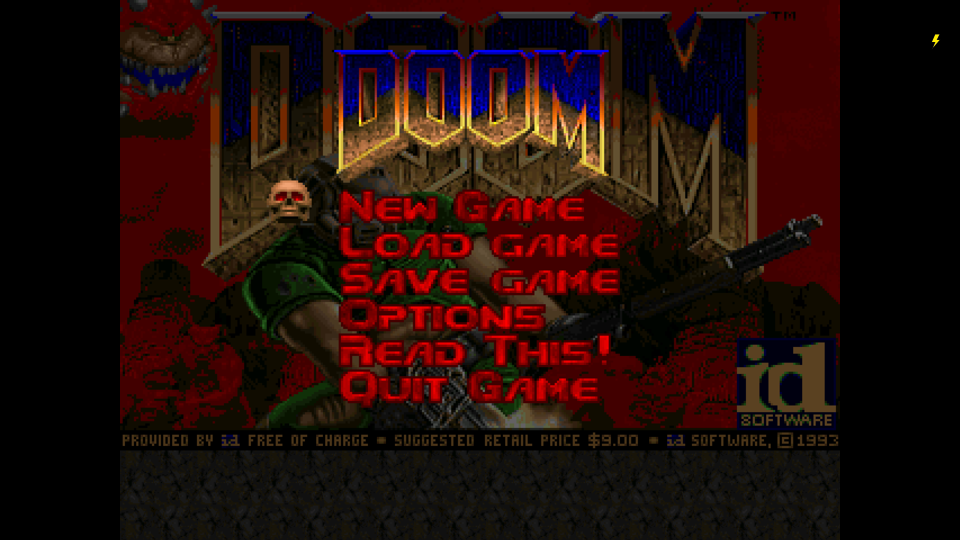 DOOM
TM
DOOM
New Game
Load game
Save game
Options
Read This!
Quit Game
id
SOFTWARE
PROVIDED BY id FREE OF CHARGE * SUGGESTED RETAIL PRICE $9.00 * id SOFTWARE, © 1993